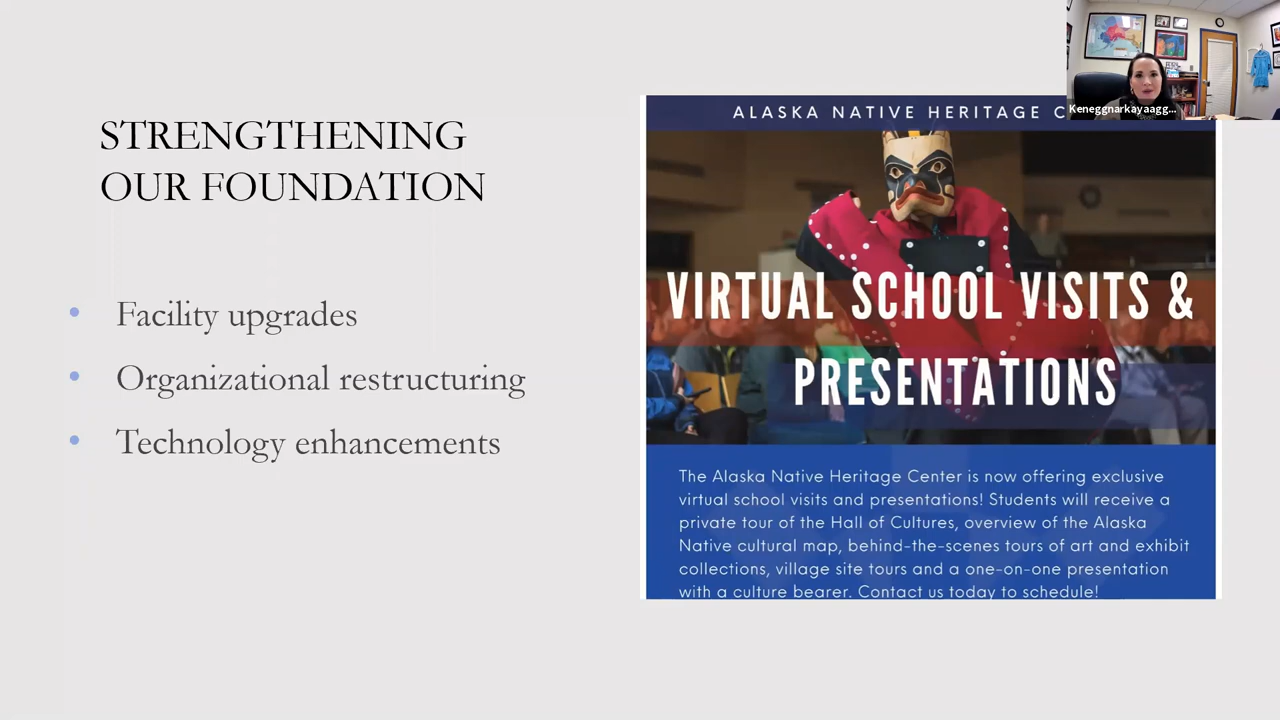 STRENGTHENING
OUR FOUNDATION
• Facility upgrades
• Organizational restructuring
• Technology enhancements
ALASKA NATIVE HERITAGE C
VIRTUAL SCHOOL VISITS &
PRESENTATIONS
The Alaska Native Heritage Center is now offering exclusive
virtual school visits and presentations! Students will receive a
private tour of the Hall of Cultures, overview of the Alaska
Native cultural map, behind-the-scenes tours of art and exhibit
collections, village site tours and a one-on-one presentation
with a culture bearer. Contact us today to schedule!
Keneggnarkayaagg...